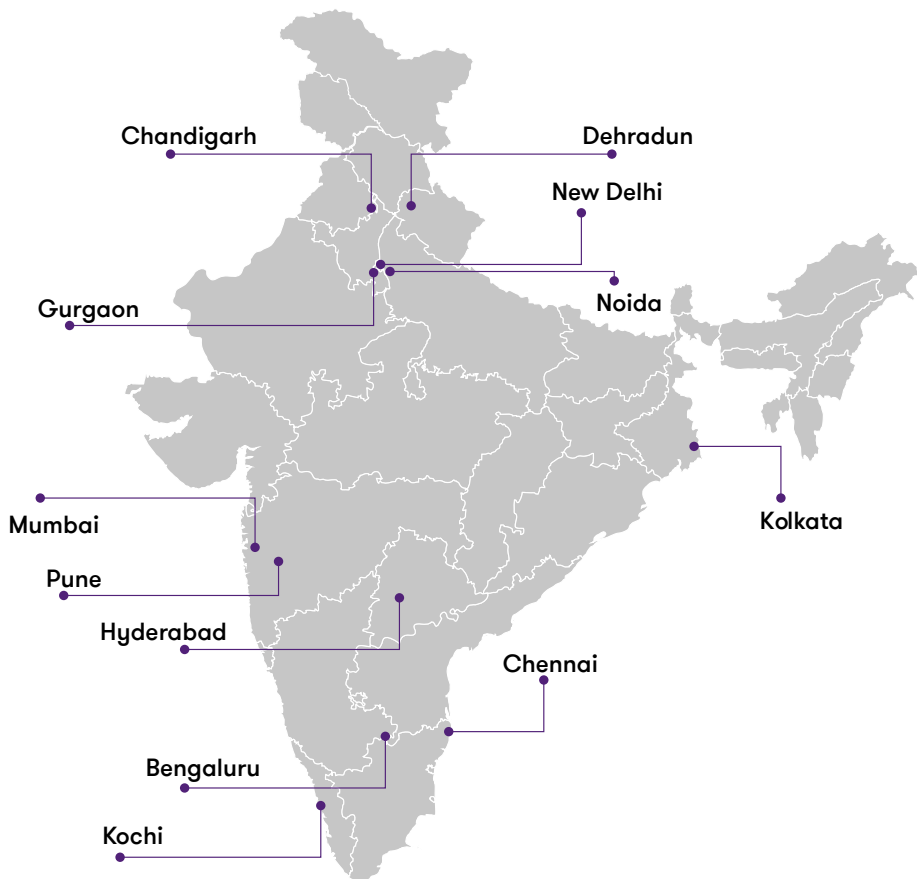 Chandigarh
Dehradun
New Delhi
Noida
Gurgaon
Mumbai
Kolkata
Pune
Hyderabad
Chennai
Bengaluru
Kochi